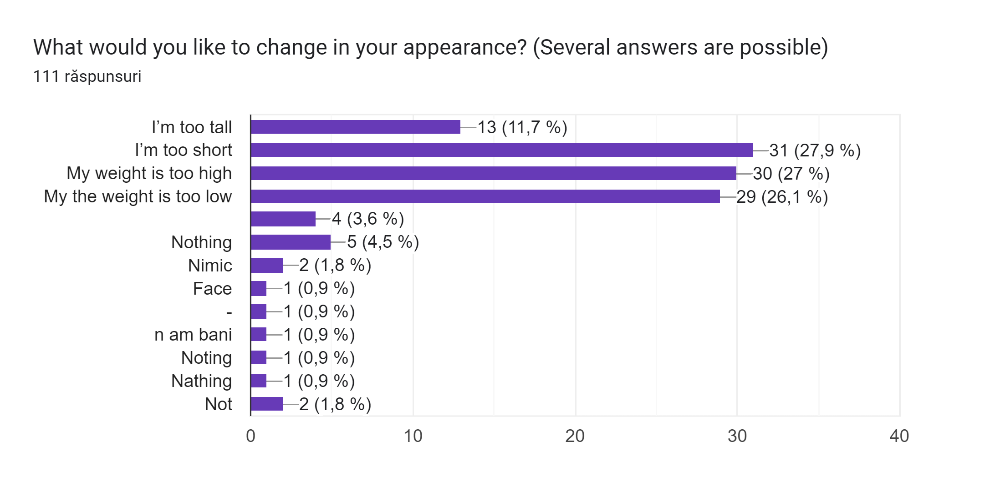 What would you like to change in your appearance? (Several answers are possible)
111 răspunsuri
I’m too tall 13 (11,7 %)
I’m too short 31 (27,9 %)
My weight is too high 30 (27 %)
My the weight is too low 29 (26,1 %)
4 (3,6 %)
Nothing 5 (4,5 %)
Nimic 2 (1,8 %)
Face 1 (0,9 %)
- 1 (0,9 %)
n am bani 1 (0,9 %)
Noting 1 (0,9 %)
Nathing 1 (0,9 %)
Not 2 (1,8 %)
0 10 20 30 40